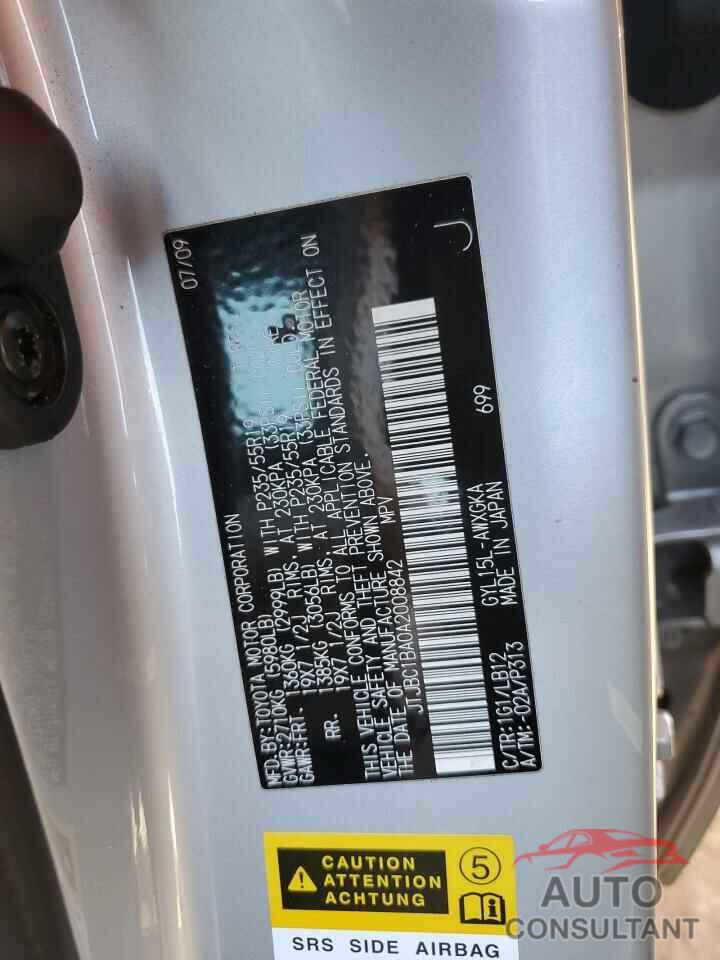 MFD.BY:TOYOTA MOTOR CORPORATION 07/09
GVWR:2710KG (5980LB)
GAWR:FRT. 1360KG (2999LB) WITH P235/55R19
19X7 1/2J RIMS, AT 230KPA (33PSI)
RR. 1385KG (3056LB) WITH P235/55R19
19X7 1/2J RIMS, AT 230KPA (33PSI)
THIS VEHICLE CONFORMS TO ALL APPLICABLE FEDERAL MOTOR
VEHICLE SAFETY AND THEFT PREVENTION STANDARDS IN EFFECT ON
THE DATE OF MANUFACTURE SHOWN ABOVE.
JTJBC1BA0A2008842 MPV
J
C/TR:1G1/LB12 GYL15L-AWXGKA 699
A/TM:-02A/P313 MADE IN JAPAN
CAUTION
ATTENTION
ACHTUNG
5
SRS SIDE AIRBAG
AUTO
CONSULTANT